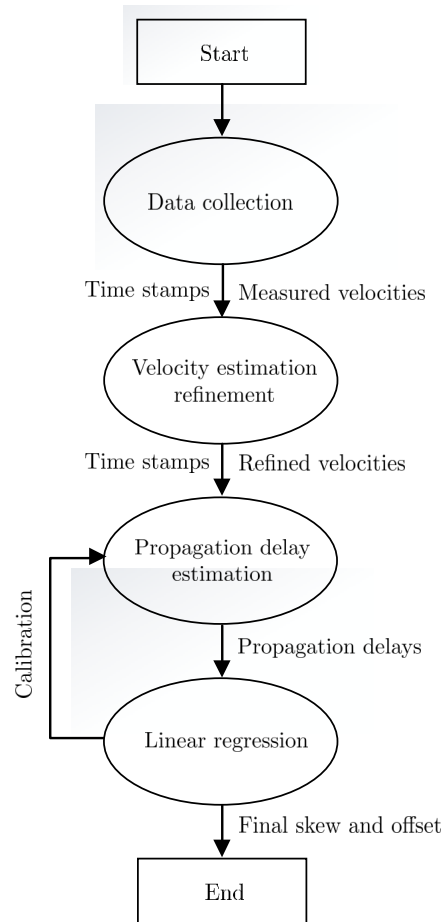 Start
Data collection
Time stamps
Measured velocities
Velocity estimation
refinement
Time stamps
Refined velocities
Propagation delay
estimation
Calibration
Propagation delays
Linear regression
Final skew and offset
End